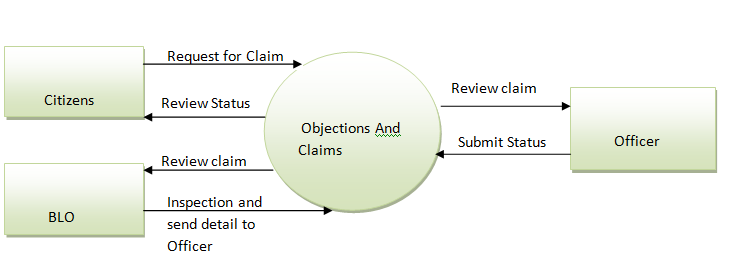 Request for Claim
Citizens
Review Status
Review claim
BLO
Inspection and
send detail to
Officer
Objections And
Claims
Review claim
Submit Status
Officer